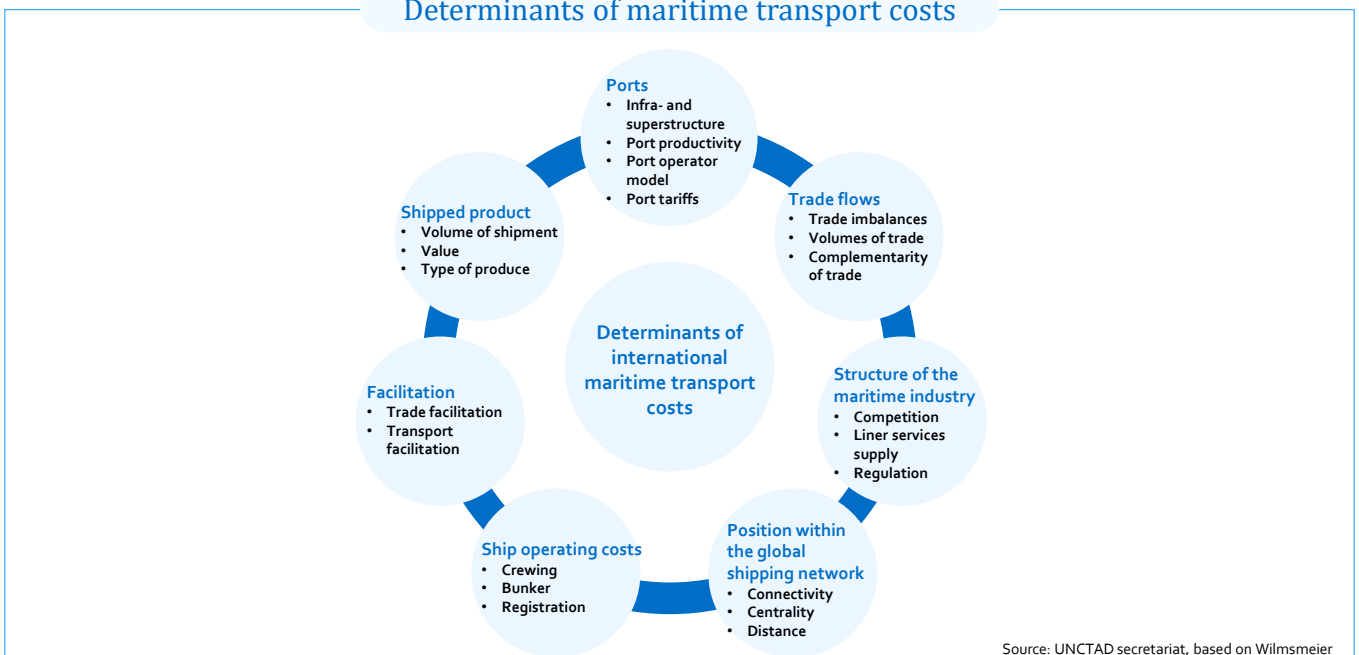 Determinants of maritime transport costs
Ports
• Infra- and
superstructure
• Port productivity
• Port operator
model
• Port tariffs
Trade flows
• Trade imbalances
• Volumes of trade
• Complementarity
of trade
Structure of the
maritime industry
• Competition
• Liner services
supply
• Regulation
Position within
the global
shipping network
• Connectivity
• Centrality
• Distance
Ship operating costs
• Crewing
• Bunker
• Registration
Facilitation
• Trade facilitation
• Transport
facilitation
Shipped product
• Volume of shipment
• Value
• Type of produce
Determinants of
international
maritime transport
costs
Source: UNCTAD secretariat, based on Wilmsmeier